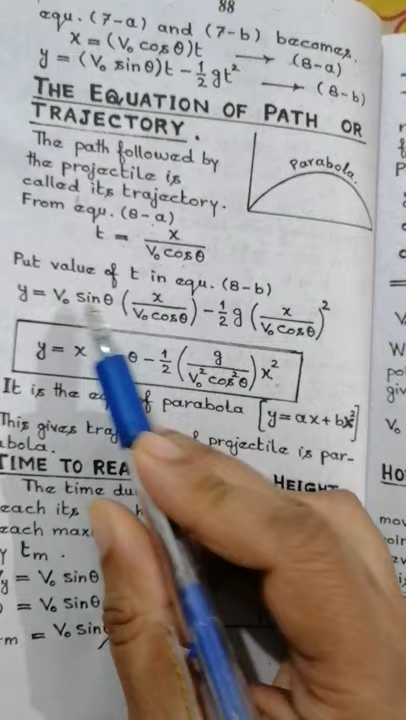 88
equ. (7-a) and (7-b) becomes.
x = (V₀ cosθ)t → (8-a)
y = (V₀ sinθ)t - ½gt² → (8-b)
THE EQUATION OF PATH OR
TRAJECTORY.
The path followed by
the projectile is
called its trajectory.
From equ. (8-a)
t = x / V₀cosθ
Parabola.
Put value of t in equ. (8-b)
y = V₀ sinθ (x / V₀cosθ) - ½ g (x / V₀cosθ)²
y = x θ - ½ (g / V₀²cos²θ) x²
It is the of parabola [y=ax+bx²]
This gives projectile is par-
abola.
TIME TO HEIGHT
The time
each its
each
tm.
= V₀ sinθ
= V₀ sinθ
m = V₀ sin